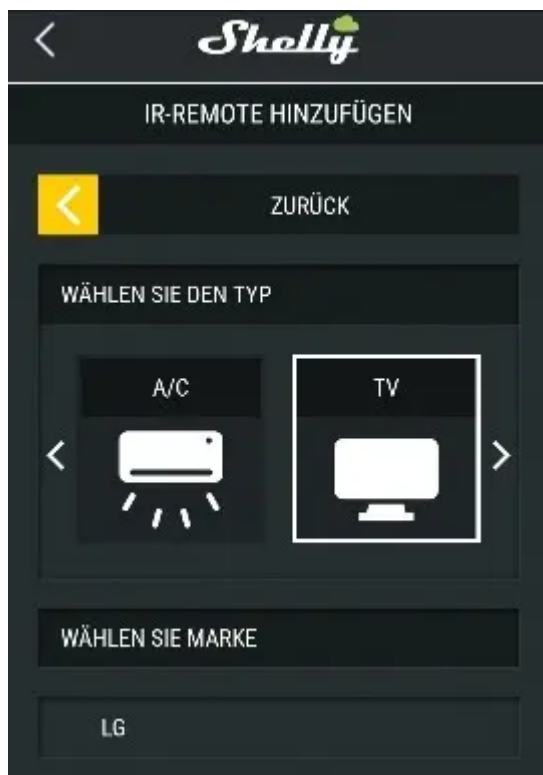 Shelly
IR-REMOTE HINZUFÜGEN
ZURÜCK
WÄHLEN SIE DEN TYP
A/C
TV
WÄHLEN SIE MARKE
LG